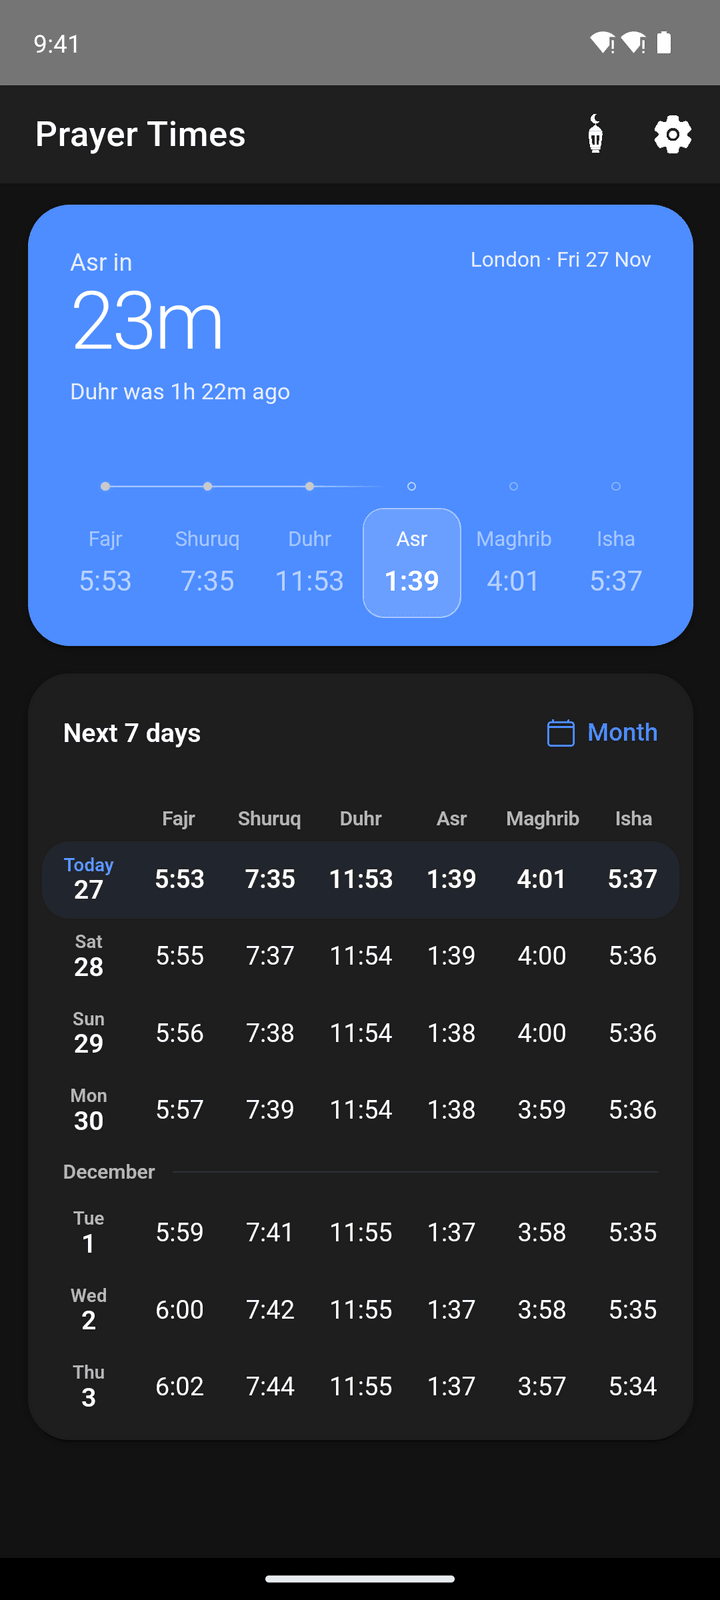 9:41
Prayer Times
Asr in
London · Fri 27 Nov
23m
Duhr was 1h 22m ago
Fajr Shuruq Duhr Asr Maghrib Isha
5:53 7:35 11:53 1:39 4:01 5:37
Next 7 days
Month
Fajr Shuruq Duhr Asr Maghrib Isha
Today
27 5:53 7:35 11:53 1:39 4:01 5:37
Sat
28 5:55 7:37 11:54 1:39 4:00 5:36
Sun
29 5:56 7:38 11:54 1:38 4:00 5:36
Mon
30 5:57 7:39 11:54 1:38 3:59 5:36
December
Tue
1 5:59 7:41 11:55 1:37 3:58 5:35
Wed
2 6:00 7:42 11:55 1:37 3:58 5:35
Thu
3 6:02 7:44 11:55 1:37 3:57 5:34